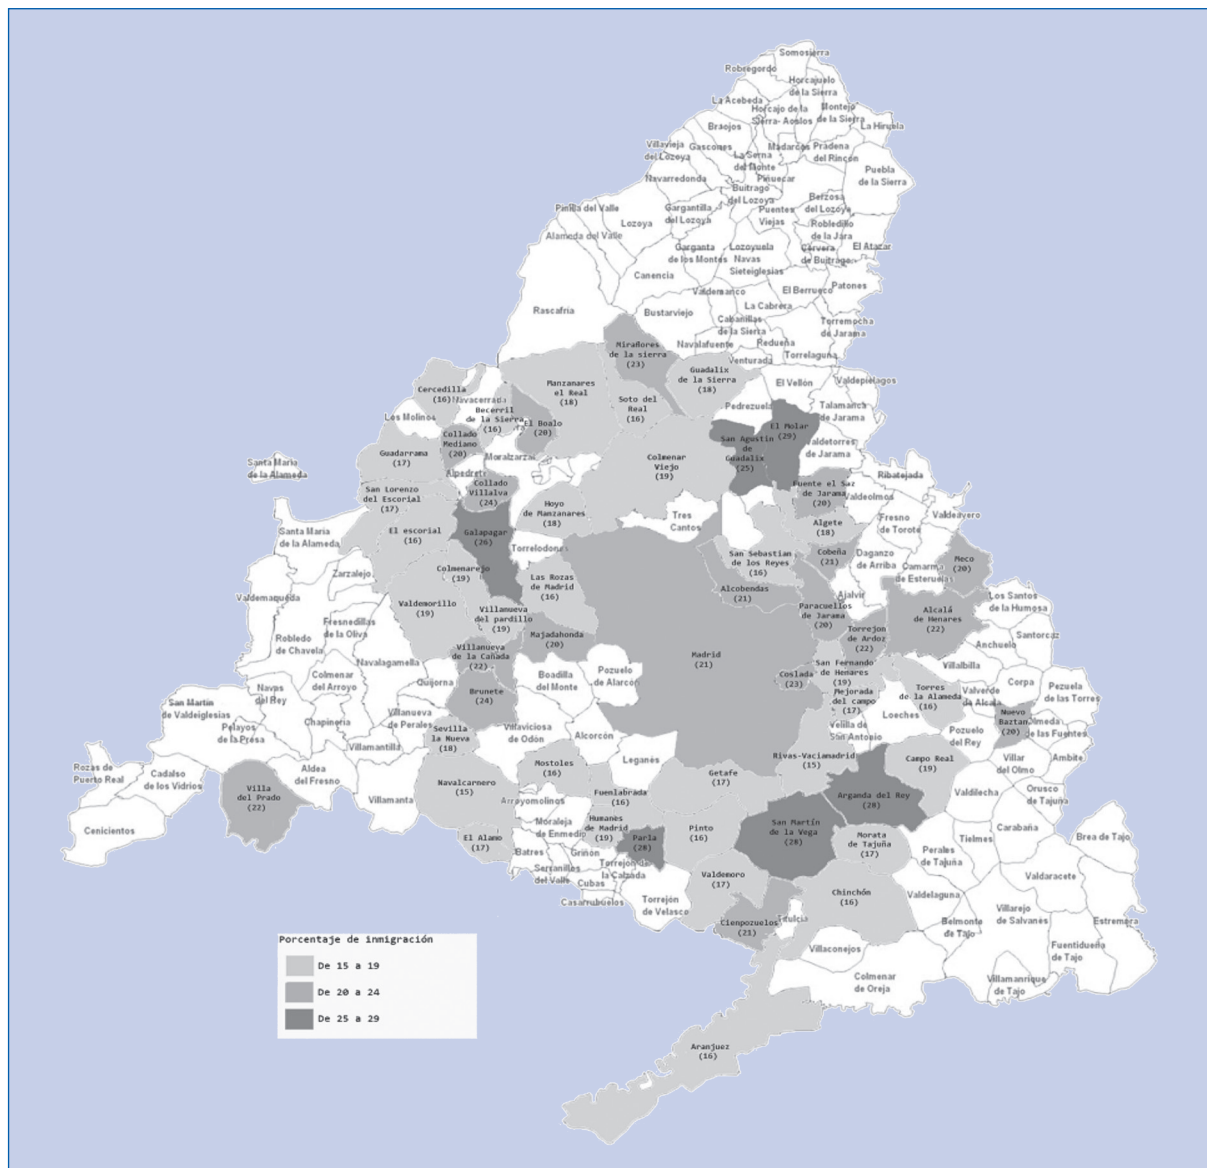 Somosierra
Robregordo
Horcajuelo
de la Sierra
La Acebeda
Horcajo de la
Sierra- Aoslos
Montejo
de la Sierra
La Hiruela
Braojos
Villavieja
del Lozoya
Gascones
La Serna
del Monte
Madarcos
Pradena
del Rincón
Puebla
de la Sierra
Navarredonda
Piñuecar
Buitrago
del Lozoya
Berzosa
del Lozoya
Pinilla del Valle
Gargantilla
del Lozoya
Puentes
Viejas
Lozoya
Robledillo
de la Jara
Alameda del Valle
Garganta
de los Montes
Lozoyuela
Navas
Sieteiglesias
Cervera
de Buitrago
El Atazar
Canencia
Valdemanco
El Berrueco
Patones
Rascafría
Bustarviejo
La Cabrera
Cabanillas
de la Sierra
Torremocha
de Jarama
Miraflores
de la sierra
(23)
Navalafuente
Redueña
Venturada
Torrelaguna
Guadalix
de la Sierra
(18)
El Vellón
Valdepiélagos
Cercedilla
(16)
Navacerrada
Manzanares
el Real
(18)
Soto del
Real
(16)
Pedrezuela
Talamanca
de Jarama
Los Molinos
Becerril
de la Sierra
(16)
El Boalo
(20)
El Molar
(29)
Collado
Mediano
(20)
San Agustin
de
Guadalix
(25)
Valdetorres
de Jarama
Guadarrama
(17)
Moralzarzal
Colmenar
Viejo
(19)
Santa María
de la Alameda
Alpedrete
Collado
Villalva
(24)
Ribatejada
Fuente el Saz
de Jarama
(20)
Valdeolmos
San Lorenzo
del Escorial
(17)
Hoyo
de Manzanares
(18)
Tres
Cantos
Fresno
de Torote
Valdeavero
Algete
(18)
Santa María
de la Alameda
El escorial
(16)
Galapagar
(26)
Torrelodones
San Sebastian
de los Reyes
(16)
Cobeña
(21)
Daganzo
de Arriba
Camarma
de Esteruelas
Meco
(20)
Zarzalejo
Colmenarejo
(19)
Las Rozas
de Madrid
(16)
Alcobendas
(21)
Ajalvir
Los Santos
de la Humosa
Valdemaqueda
Valdemorillo
(19)
Villanueva
del pardillo
(19)
Paracuellos
de Jarama
(20)
Alcalá
de Henares
(22)
Fresnedillas
de la Oliva
Robledo
de Chavela
Majadahonda
(20)
Torrejon
de Ardoz
(22)
Santorcaz
Anchuelo
Villanueva
de la Cañada
(22)
Madrid
(21)
Navalagamella
San Fernando
de Henares
(19)
Villalbilla
Colmenar
del Arroyo
Quijorna
Boadilla
del Monte
Pozuelo
de Alarcón
Coslada
(23)
Corpa
Pezuela
de las Torres
Navas
del Rey
Brunete
(24)
Mejorada
del campo
(17)
Torres
de la Alameda
(16)
Valverde
de Alcala
San Martín
de Valdeiglesias
Villanueva
de Perales
Loeches
Nuevo
Baztan
(20)
Olmeda
de las Fuentes
Pelayos
de la Presa
Chapinería
Villaviciosa
de Odón
Velilla de
San Antonio
Pozuelo
del Rey
Sevilla
la Nueva
(18)
Alcorcón
Villamantilla
Leganés
Rivas-Vaciamadrid
(15)
Campo Real
(19)
Villar
del Olmo
Ambite
Rozas de
Puerto Real
Cadalso
de los Vidrios
Aldea
del Fresno
Mostoles
(16)
Getafe
(17)
Navalcarnero
(15)
Villa
del Prado
(22)
Fuenlabrada
(16)
Arganda del Rey
(28)
Valdilecha
Orusco
de Tajuña
Villamanta
Arroyomolinos
Cenicientos
Moraleja
de Enmedio
Humanes
de Madrid
(19)
Parla
(28)
Pinto
(16)
San Martín
de la Vega
(28)
Morata
de Tajuña
(17)
Tielmes
Carabaña
Brea de Tajo
El Alamo
(17)
Batres
Griñón
Perales
de Tajuña
Serranillos
del Valle
Torrejon de
la Calzada
Valdemoro
(17)
Valdaracete
Cubas
Casarrubuelos
Torrejón
de Velasco
Chinchón
(16)
Valdelaguna
Villarejo
de Salvanés
Cienpozuelos
(21)
Titulcia
Belmonte
de Tajo
Estremera
Villaconejos
Fuentidueña
de Tajo
Colmenar
de Oreja
Villamanrique
de Tajo
Porcentaje de inmigración
De 15 a 19
De 20 a 24
De 25 a 29
Aranjuez
(16)